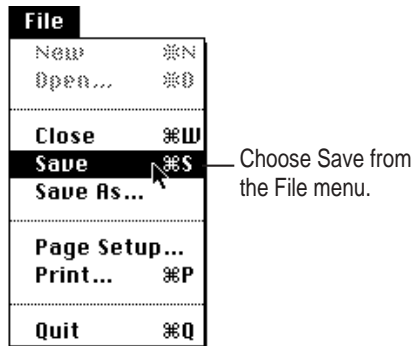 File
New ⌘N
Open... ⌘O
Close ⌘W
Save ⌘S
Save As...
Page Setup...
Print... ⌘P
Quit ⌘Q
Choose Save from
the File menu.